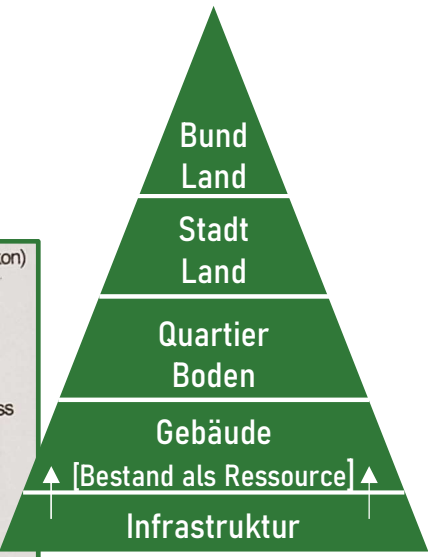 Bund
Land
Stadt
Land
Quartier
Boden
Gebäude
[Bestand als Ressource]
Infrastruktur